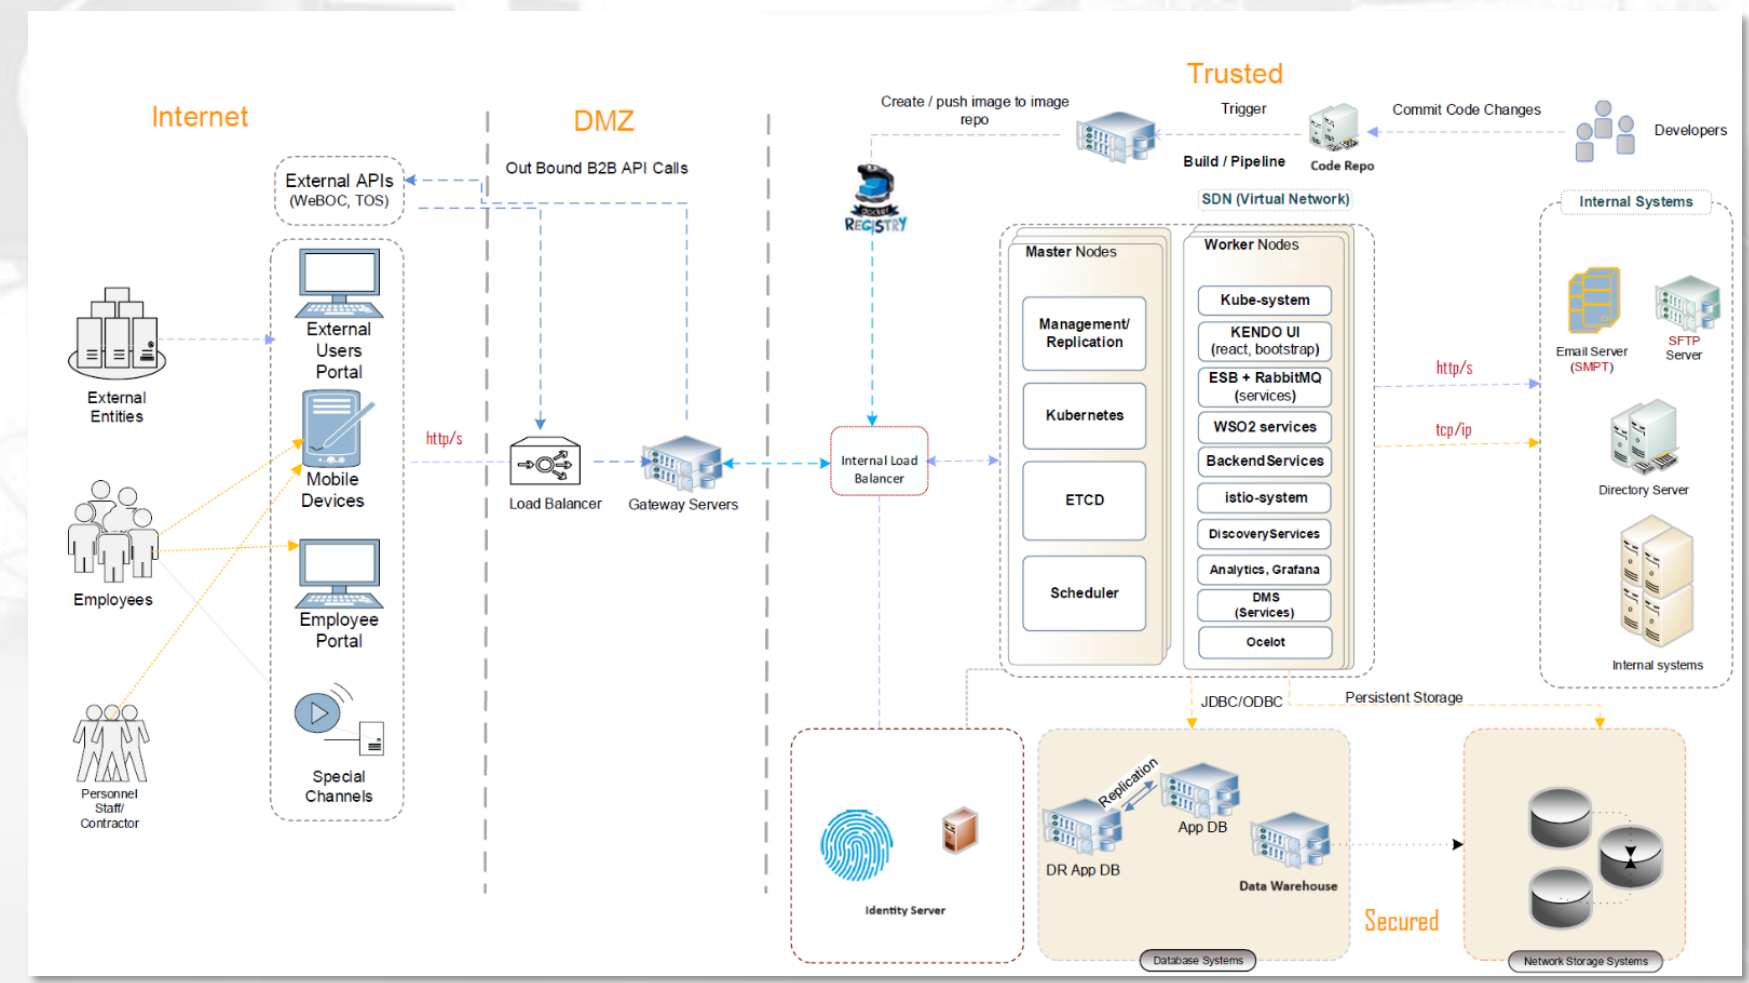 Internet
DMZ
Trusted
Out Bound B2B API Calls
Create / push image to image
repo
Trigger
Build / Pipeline
Code Repo
Commit Code Changes
Developers
docker
REGISTRY
SDN (Virtual Network)
External APIs
(WeBOC, TOS)
External
Users
Portal
Mobile
Devices
Employee
Portal
Special
Channels
External
Entities
Employees
Personnel
Staff/
Contractor
http/s
Load Balancer
Gateway Servers
Internal Load
Balancer
Master Nodes
Management/
Replication
Kubernetes
ETCD
Scheduler
Worker Nodes
Kube-system
KENDO UI
(react, bootstrap)
ESB + RabbitMQ
(services)
WSO2 services
BackendServices
istio-system
DiscoveryServices
Analytics, Grafana
DMS
(Services)
Ocelot
http/s
tcp/ip
Internal Systems
Email Server
(SMPT)
SFTP
Server
Directory Server
Internal systems
JDBC/ODBC
Persistent Storage
Identity Server
Replication
App DB
DR App DB
Data Warehouse
Database Systems
Secured
Network Storage Systems